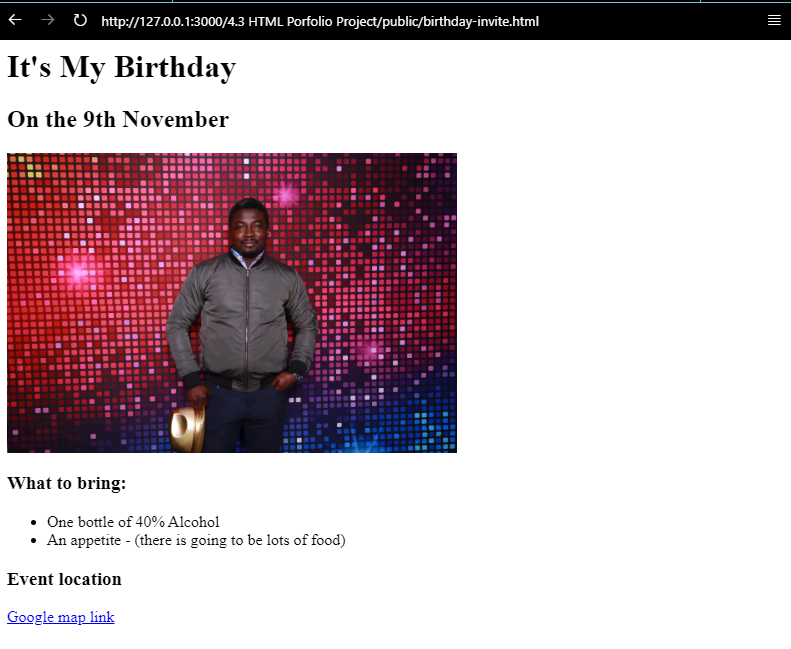 http://127.0.0.1:3000/4.3 HTML Porfolio Project/public/birthday-invite.html
It's My Birthday
On the 9th November
What to bring:
One bottle of 40% Alcohol
An appetite - (there is going to be lots of food)
Event location
Google map link